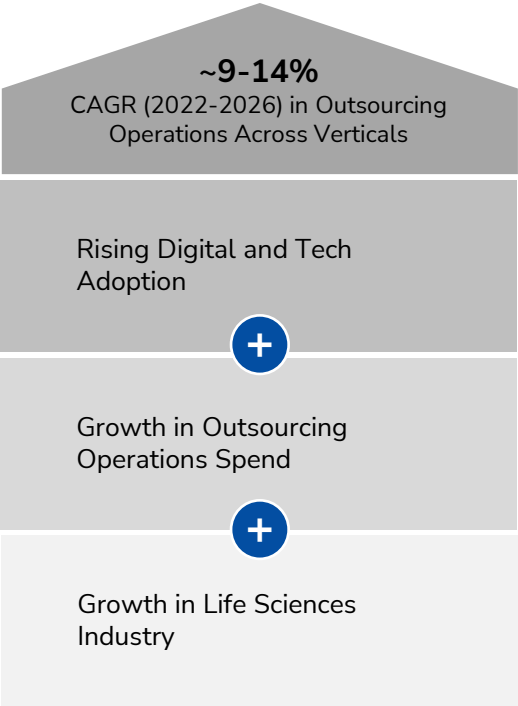 ~9-14%
CAGR (2022-2026) in Outsourcing
Operations Across Verticals
Rising Digital and Tech
Adoption
+
Growth in Outsourcing
Operations Spend
+
Growth in Life Sciences
Industry